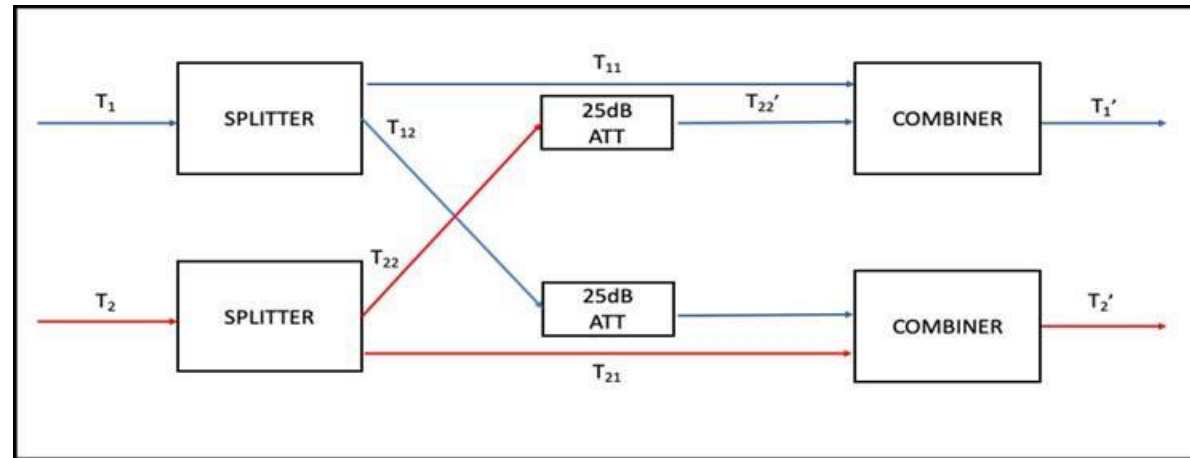 T₁
SPLITTER
T₁₂
T₁₁
25dB
ATT
T₂₂′
COMBINER
T₁′
T₂
SPLITTER
T₂₂
25dB
ATT
T₂₁
COMBINER
T₂′